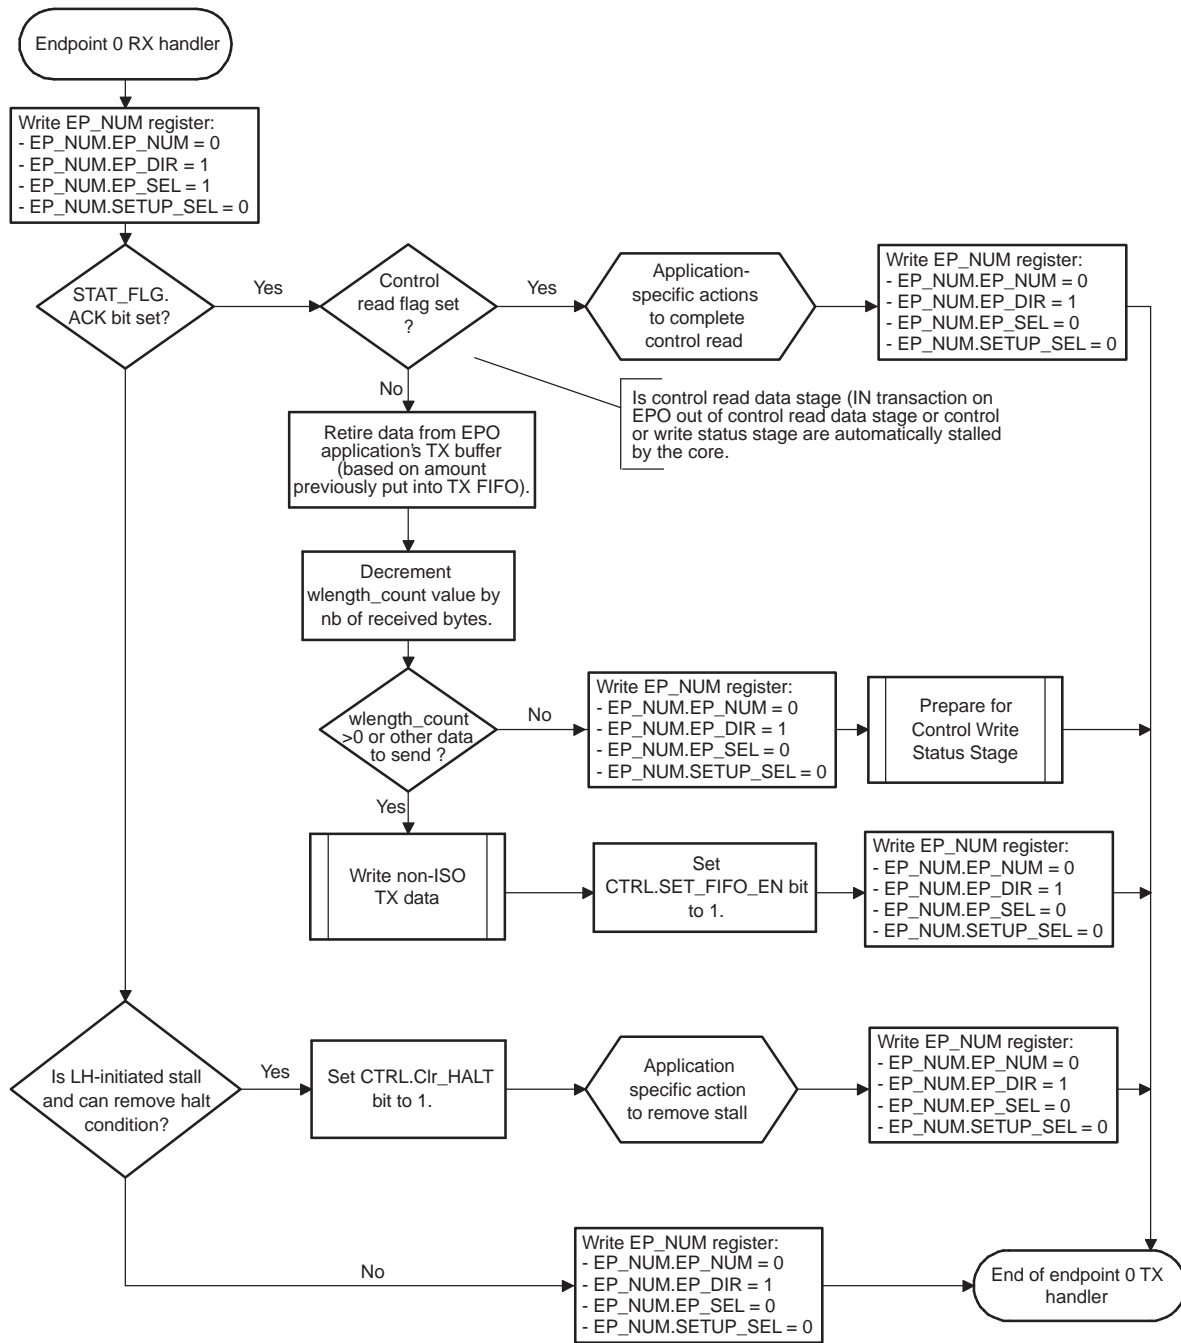 Endpoint 0 RX handler
Write EP_NUM register:
- EP_NUM.EP_NUM = 0
- EP_NUM.EP_DIR = 1
- EP_NUM.EP_SEL = 1
- EP_NUM.SETUP_SEL = 0
STAT_FLG.
ACK bit set?
Yes
Control
read flag set
?
Yes
Application-
specific actions
to complete
control read
Write EP_NUM register:
- EP_NUM.EP_NUM = 0
- EP_NUM.EP_DIR = 1
- EP_NUM.EP_SEL = 0
- EP_NUM.SETUP_SEL = 0
No
Is control read data stage (IN transaction on
EPO out of control read data stage or control
or write status stage are automatically stalled
by the core.
Retire data from EPO
application's TX buffer
(based on amount
previously put into TX FIFO).
Decrement
wlength_count value by
nb of received bytes.
wlength_count
>0 or other data
to send ?
No
Write EP_NUM register:
- EP_NUM.EP_NUM = 0
- EP_NUM.EP_DIR = 1
- EP_NUM.EP_SEL = 0
- EP_NUM.SETUP_SEL = 0
Prepare for
Control Write
Status Stage
Yes
Write non-ISO
TX data
Set
CTRL.SET_FIFO_EN bit
to 1.
Write EP_NUM register:
- EP_NUM.EP_NUM = 0
- EP_NUM.EP_DIR = 1
- EP_NUM.EP_SEL = 0
- EP_NUM.SETUP_SEL = 0
Is LH-initiated stall
and can remove halt
condition?
Yes
Set CTRL.Clr_HALT
bit to 1.
Application
specific action
to remove stall
Write EP_NUM register:
- EP_NUM.EP_NUM = 0
- EP_NUM.EP_DIR = 1
- EP_NUM.EP_SEL = 0
- EP_NUM.SETUP_SEL = 0
No
Write EP_NUM register:
- EP_NUM.EP_NUM = 0
- EP_NUM.EP_DIR = 1
- EP_NUM.EP_SEL = 0
- EP_NUM.SETUP_SEL = 0
End of endpoint 0 TX
handler